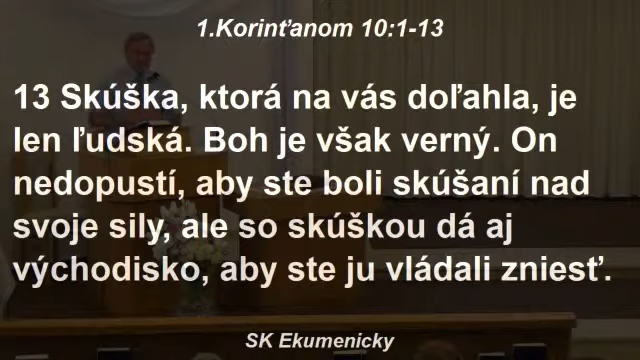 1.Korinťanom 10:1-13
13 Skúška, ktorá na vás doľahla, je
len ľudská. Boh je však verný. On
nedopustí, aby ste boli skúšaní nad
svoje sily, ale so skúškou dá aj
východisko, aby ste ju vládali zniesť.
SK Ekumenicky